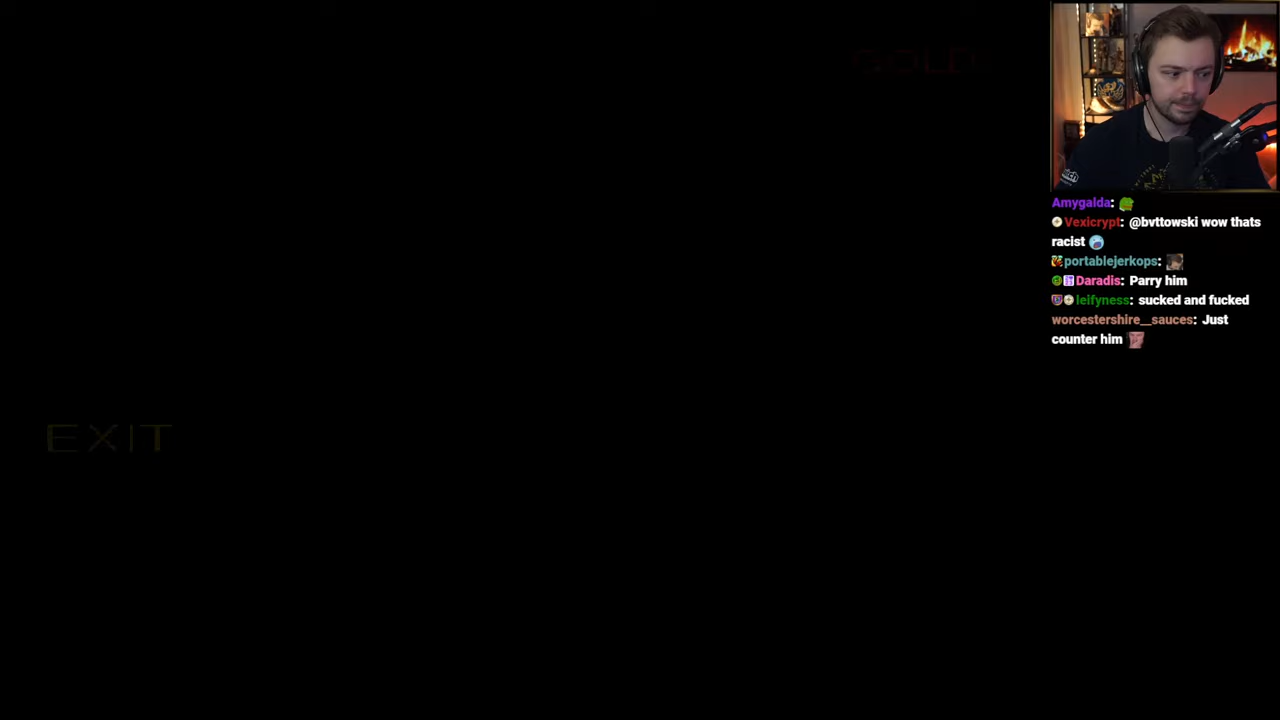 GOLD
Amygalda:
Vexicrypt: @bvttowski wow thats
racist
portablejerkops:
Daradis: Parry him
leifyness: sucked and fucked
worcestershire__sauces: Just
counter him
EXIT